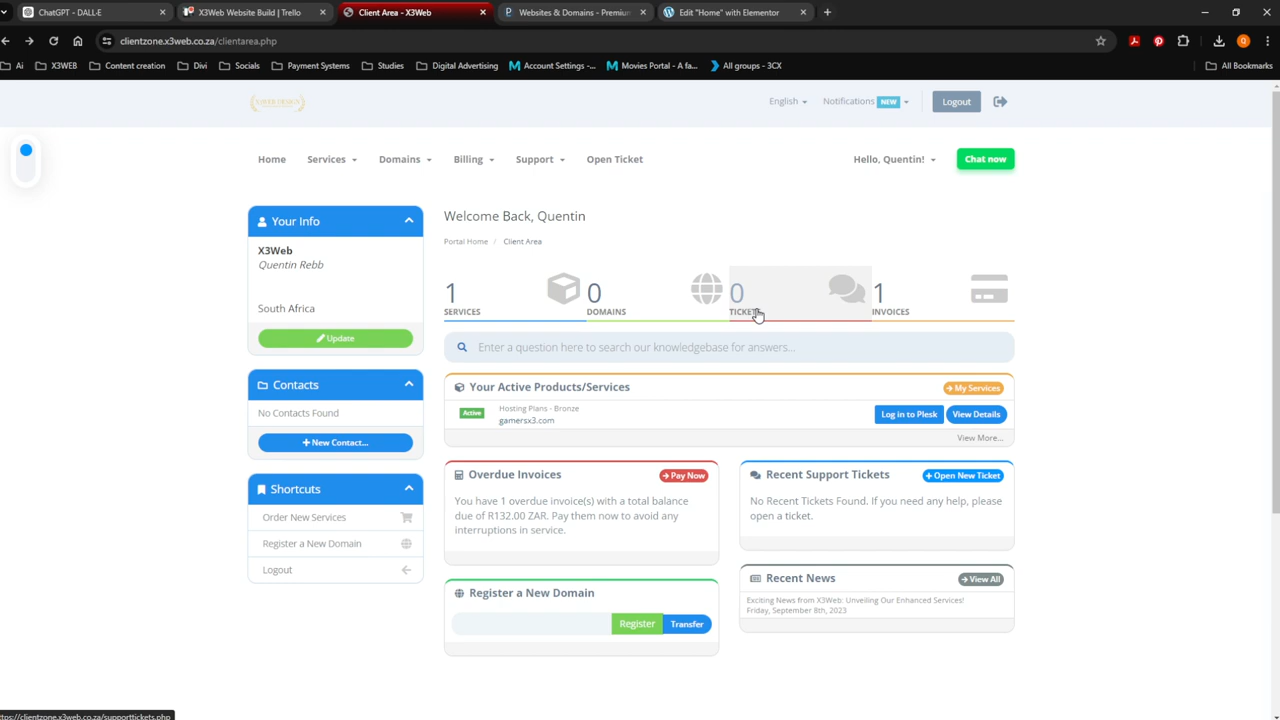 ChatGPT - DALL-E
X3Web Website Build | Trello
Client Area - X3Web
Websites & Domains - Premium
Edit "Home" with Elementor
clientzone.x3web.co.za/clientarea.php
Ai
X3WEB
Content creation
Divi
Socials
Payment Systems
Studies
Digital Advertising
Account Settings -...
Movies Portal - A fa...
All groups - 3CX
All Bookmarks
English
Notifications NEW
Logout
Home
Services
Domains
Billing
Support
Open Ticket
Hello, Quentin!
Chat now
Your Info
X3Web
Quentin Rebb
South Africa
Update
Contacts
No Contacts Found
New Contact...
Shortcuts
Order New Services
Register a New Domain
Logout
Welcome Back, Quentin
Portal Home / Client Area
1
SERVICES
0
DOMAINS
0
TICKETS
1
INVOICES
Enter a question here to search our knowledgebase for answers...
Your Active Products/Services
My Services
Active
Hosting Plans - Bronze
gamersx3.com
Log in to Plesk
View Details
View More...
Overdue Invoices
Pay Now
You have 1 overdue invoice(s) with a total balance
due of R132.00 ZAR. Pay them now to avoid any
interruptions in service.
Recent Support Tickets
+ Open New Ticket
No Recent Tickets Found. If you need any help, please
open a ticket.
Register a New Domain
Register
Transfer
Recent News
View All
Exciting News from X3Web: Unveiling Our Enhanced Services!
Friday, September 8th, 2023
ttps://clientzone.x3web.co.za/supporttickets.php